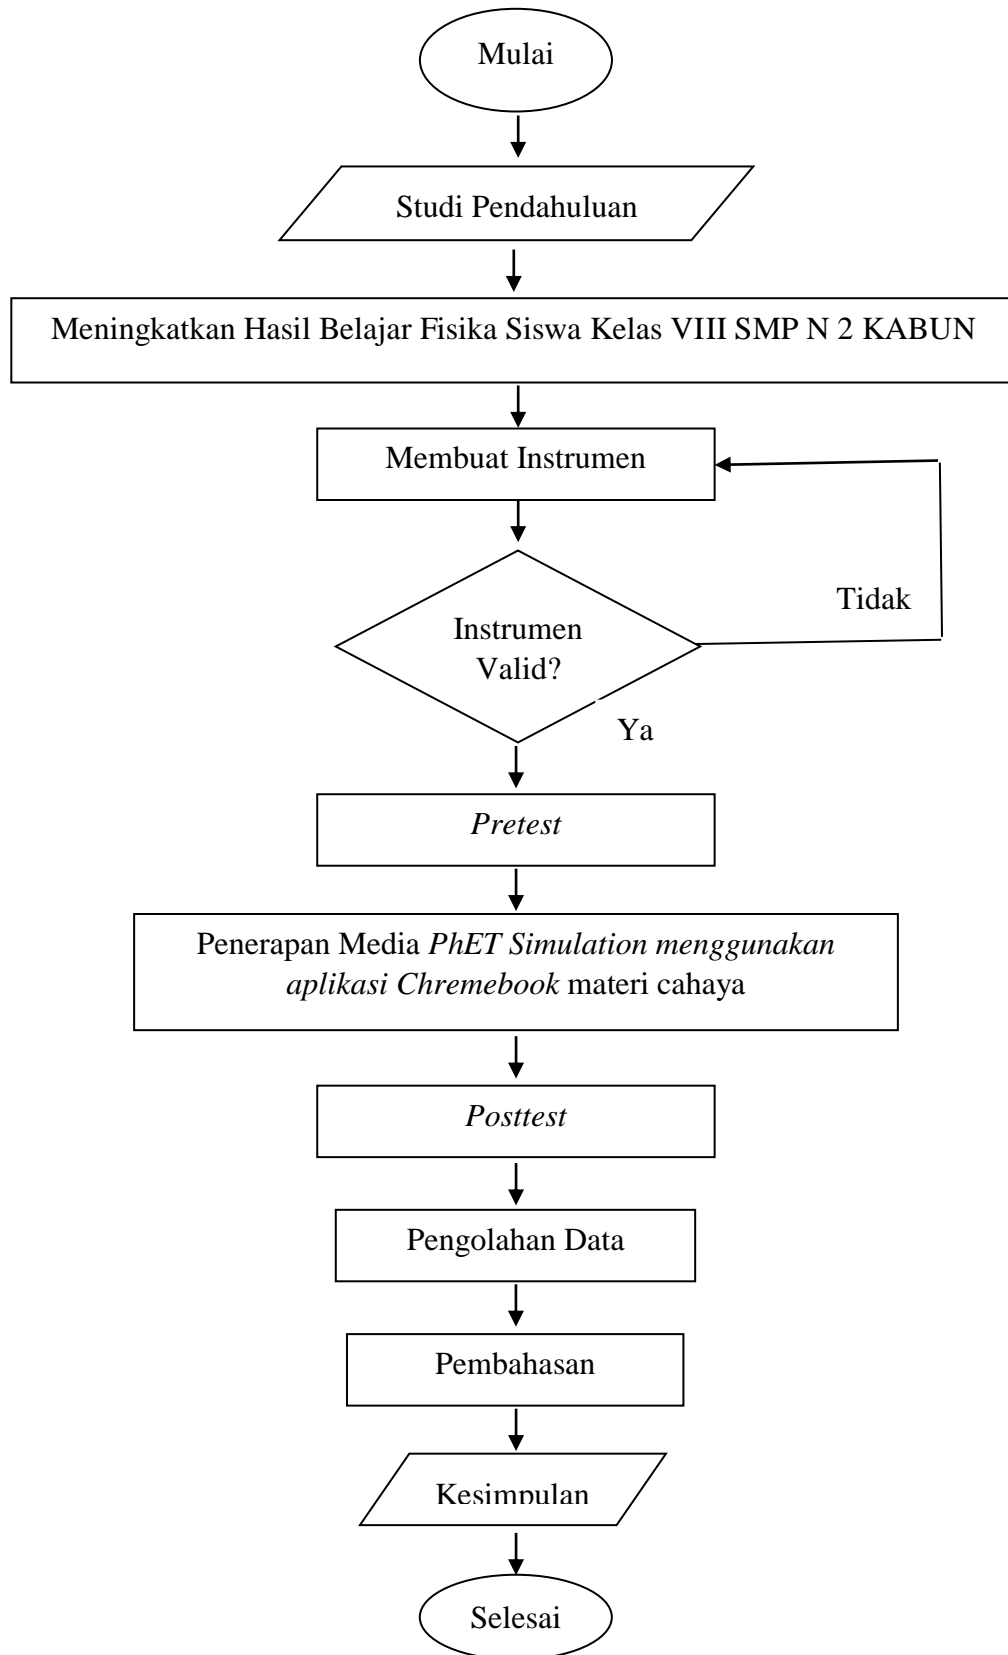 Mulai
Studi Pendahuluan
Meningkatkan Hasil Belajar Fisika Siswa Kelas VIII SMP N 2 KABUN
Membuat Instrumen
Tidak
Instrumen
Valid?
Ya
Pretest
Penerapan Media PhET Simulation menggunakan
aplikasi Chremebook materi cahaya
Posttest
Pengolahan Data
Pembahasan
Kesimpulan
Selesai